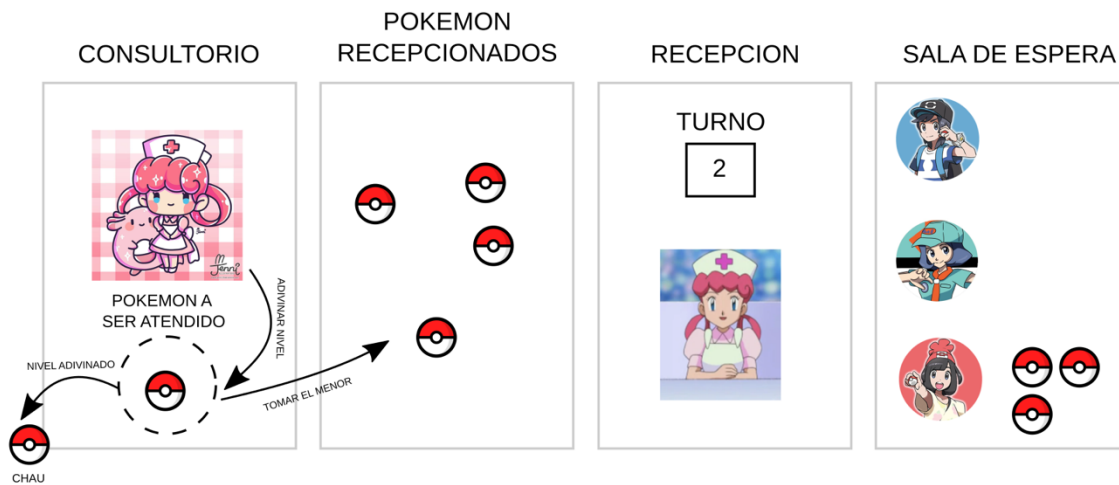 CONSULTORIO
POKEMON
RECEPCIONADOS
RECEPCION
SALA DE ESPERA
TURNO
2
POKEMON A
SER ATENDIDO
ADIVINAR NIVEL
NIVEL ADIVINADO
TOMAR EL MENOR
CHAU
Jenni